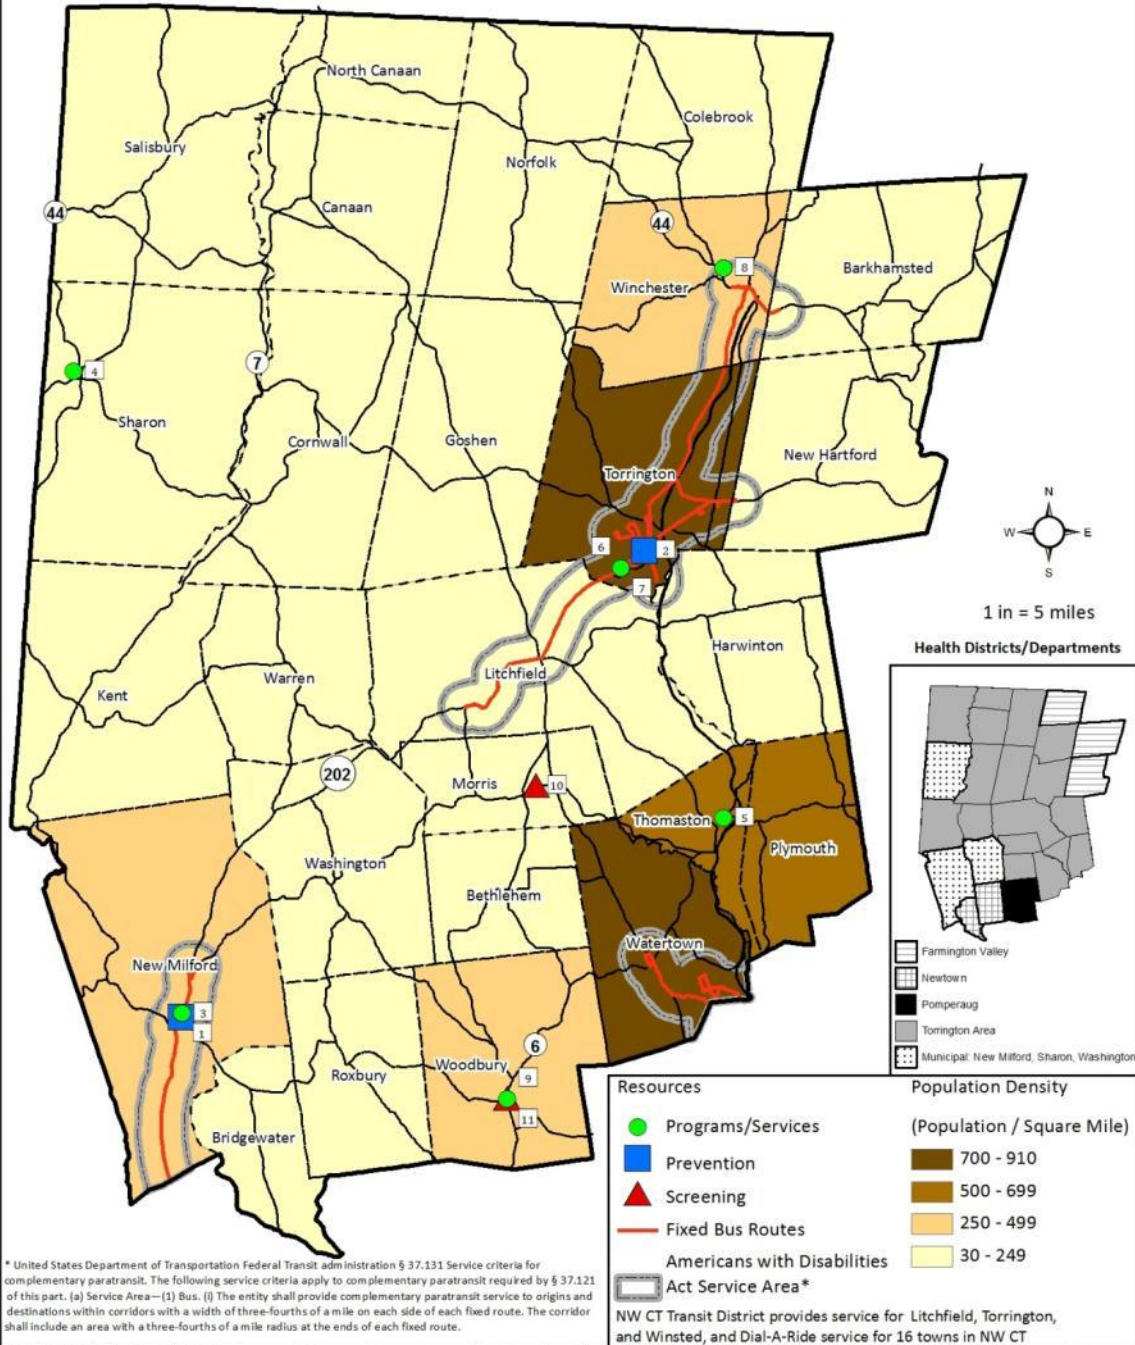 North Canaan
Colebrook
Salisbury
Norfolk
44
Canaan
44
8
Barkhamsted
Winchester
7
4
Sharon
Cornwall
Goshen
New Hartford
Torrington
N
W E
S
6
2
7
1 in = 5 miles
Harwinton
Litchfield
Warren
Kent
202
Morris
10
Thomaston
5
Plymouth
Washington
Bethlehem
Watertown
New Milford
3
1
6
Woodbury
9
Roxbury
11
Bridgewater
Health Districts/Departments
Farmington Valley
Newtown
Pomperaug
Torrington Area
Municipal: New Milford, Sharon, Washington
Resources
Programs/Services
Prevention
Screening
Fixed Bus Routes
Americans with Disabilities
Act Service Area*
Population Density
(Population / Square Mile)
700 - 910
500 - 699
250 - 499
30 - 249
NW CT Transit District provides service for Litchfield, Torrington,
and Winsted, and Dial-A-Ride service for 16 towns in NW CT
* United States Department of Transportation Federal Transit administration § 37.131 Service criteria for
complementary paratransit. The following service criteria apply to complementary paratransit required by § 37.121
of this part. (a) Service Area—(1) Bus. (i) The entity shall provide complementary paratransit service to origins and
destinations within corridors with a width of three-fourths of a mile on each side of each fixed route. The corridor
shall include an area with a three-fourths of a mile radius at the ends of each fixed route.